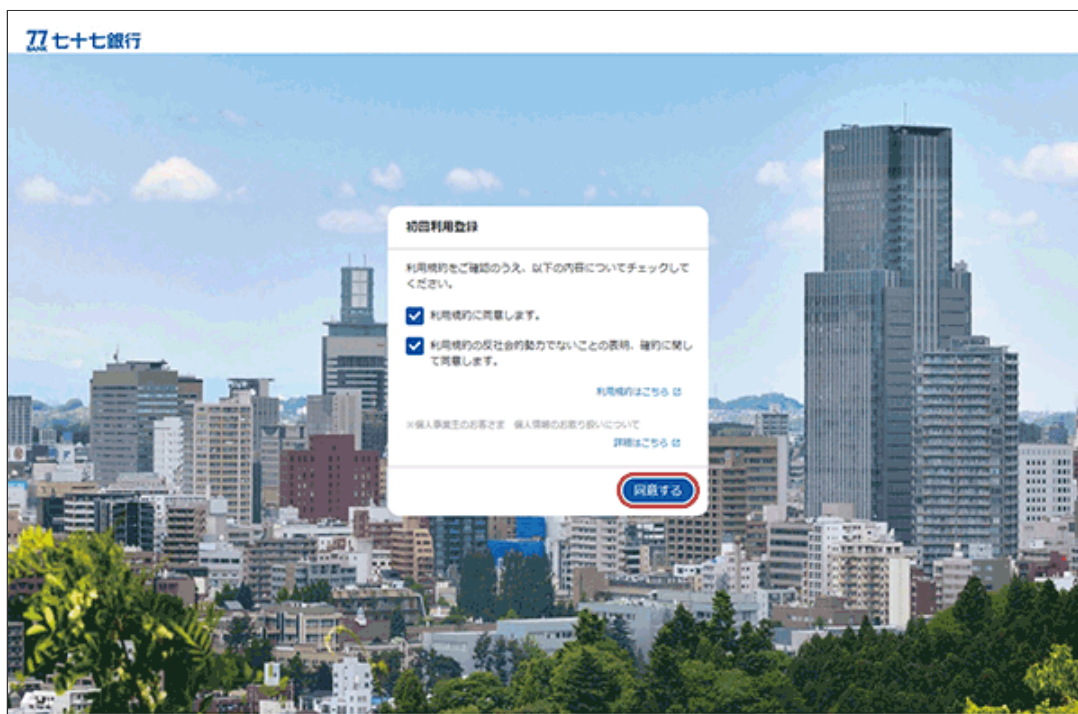 77 BANK 七十七銀行
初回利用登録
利用規約をご確認のうえ、以下の内容についてチェックして
ください。
利用規約に同意します。
利用規約の反社会的勢力でないことの表明、確約に関し
て同意します。
利用規約はこちら
※個人事業主のお客さま 個人情報のお取り扱いについて
詳細はこちら
同意する